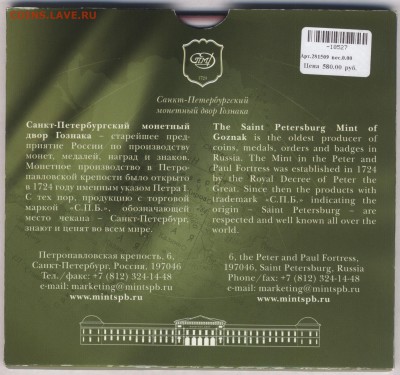 COINS.LAVE.RU
-10527
Арт.251509 вес.0.00
Цена 580.00 руб.
1724
Санкт-Петербургский
монетный двор Гознака
Санкт-Петербургский монетный
двор Гознака – старейшее пред-
приятие России по производству
монет, медалей, наград и знаков.
Монетное производство в Петро-
павловской крепости было открыто
в 1724 году именным указом Петра I.
С тех пор, продукцию с торговой
маркой «С.П.Б.», обозначающей
место чекана – Санкт-Петербург,
знают и ценят во всем мире.
The Saint Petersburg Mint of
Goznak is the oldest producer of
coins, medals, orders and badges in
Russia. The Mint in the Peter and
Paul Fortress was established in 1724
by the Royal Decree of Peter the
Great. Since then the products with
trademark «С.П.Б.» indicating the
origin – Saint Petersburg – are
respected and well known all over the
world.
Петропавловская крепость, 6,
Санкт-Петербург, Россия, 197046
Тел./факс: +7 (812) 324-14-48
e-mail: marketing@mintspb.ru
www.mintspb.ru
6, the Peter and Paul Fortress,
197046, Saint Petersburg, Russia
Phone/fax: +7 (812) 324-14-48
e-mail: marketing@mintspb.ru
www.mintspb.ru